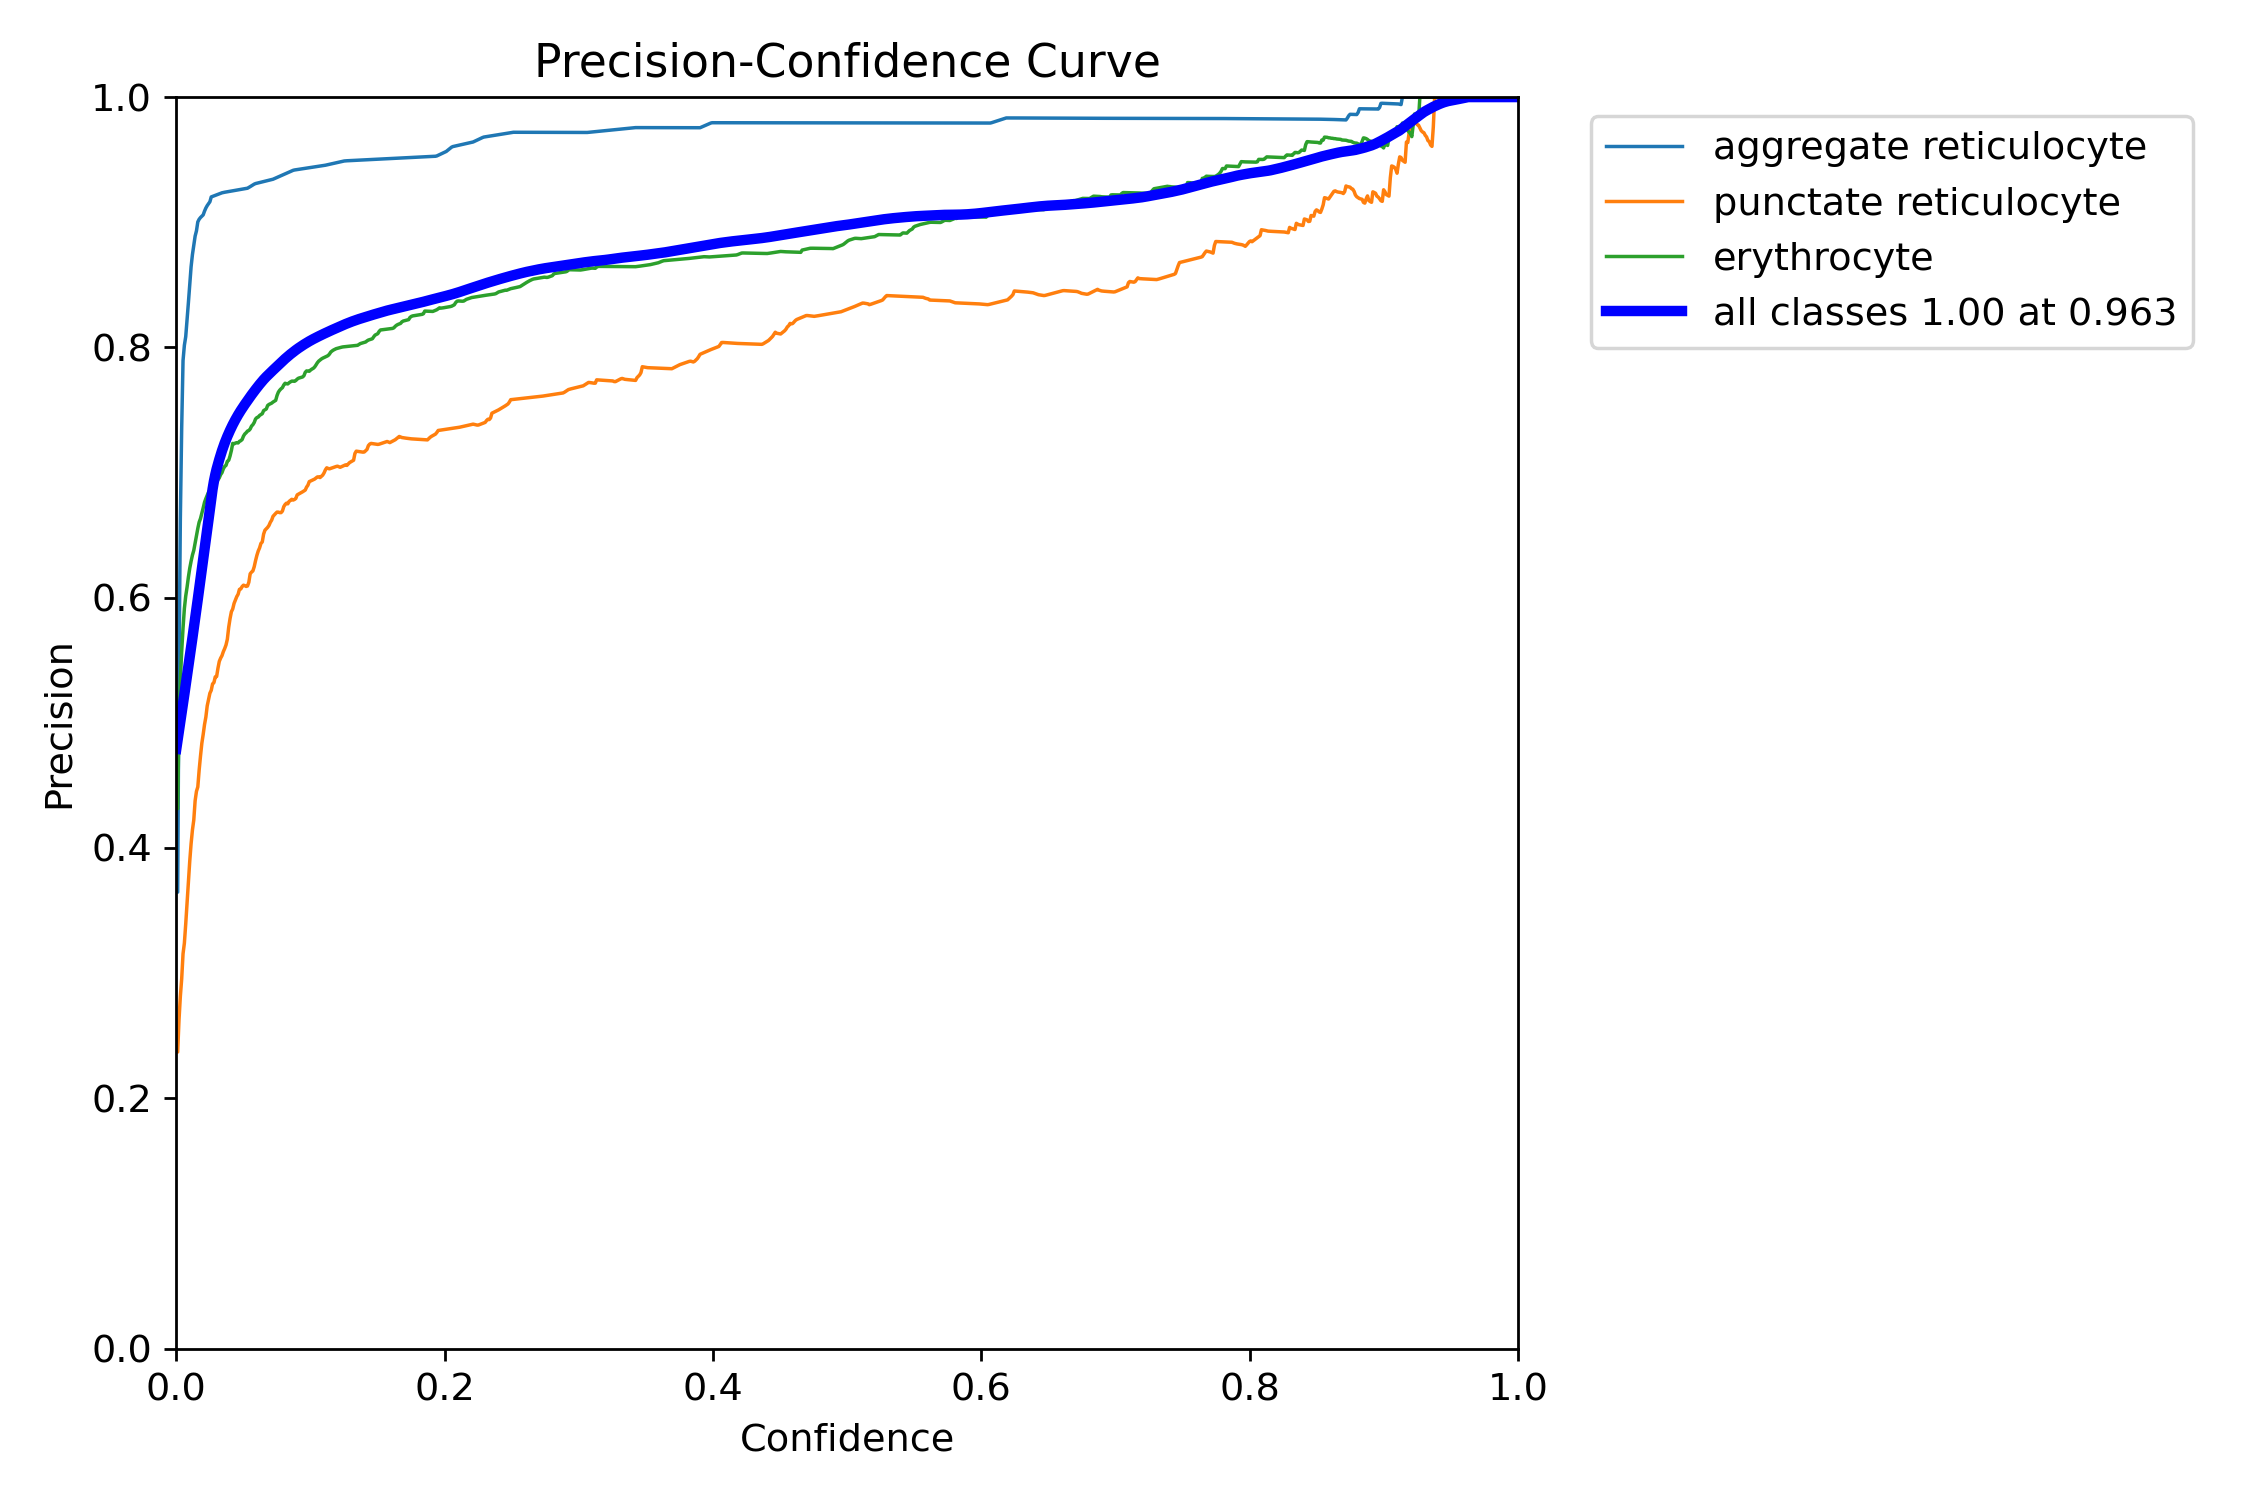 Precision-Confidence Curve
1.0
0.8
0.6
0.4
0.2
0.0
Precision
0.0 0.2 0.4 0.6 0.8 1.0
Confidence
aggregate reticulocyte
punctate reticulocyte
erythrocyte
all classes 1.00 at 0.963